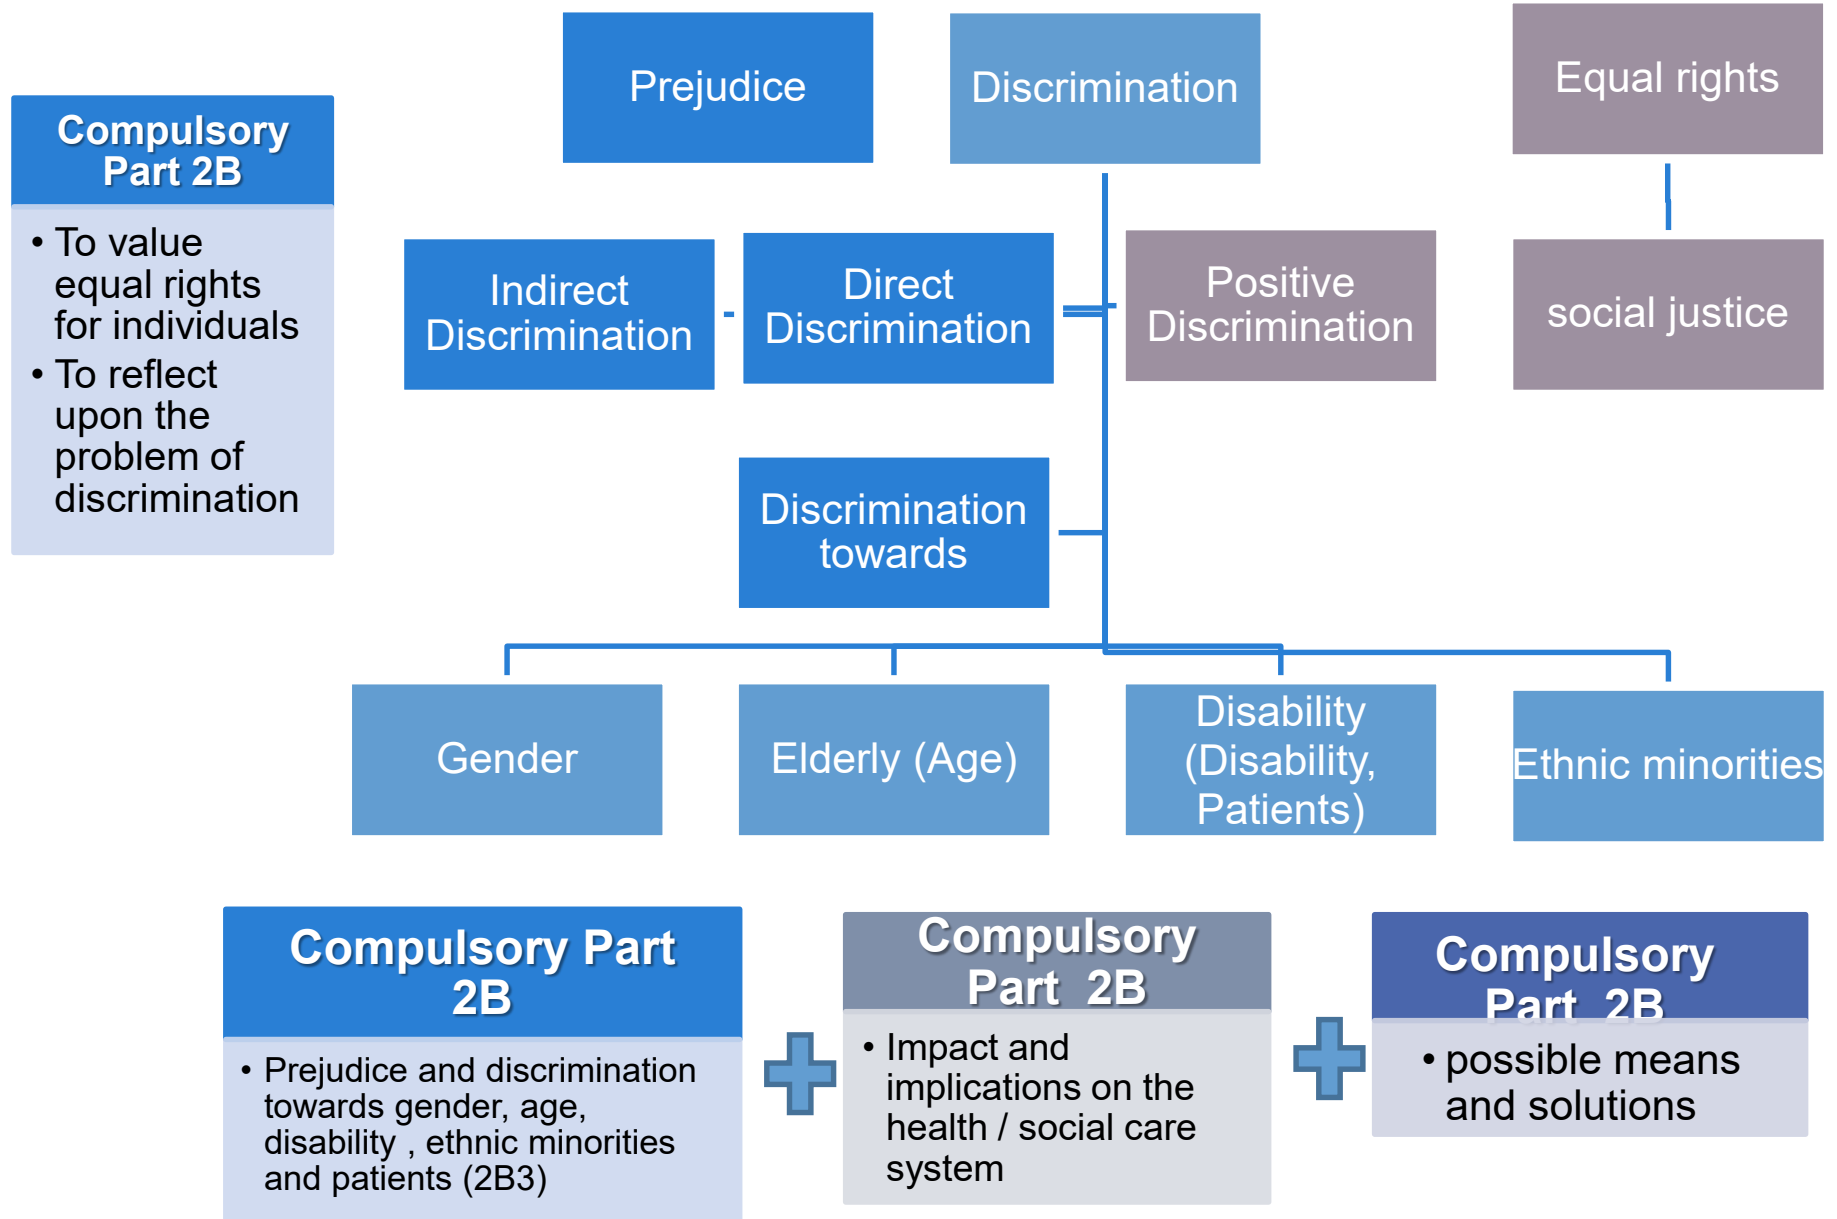 Prejudice
Discrimination
Equal rights
Compulsory
Part 2B
• To value
equal rights
for individuals
• To reflect
upon the
problem of
discrimination
Indirect
Discrimination
Direct
Discrimination
Positive
Discrimination
social justice
Discrimination
towards
Gender
Elderly (Age)
Disability
(Disability,
Patients)
Ethnic minorities
Compulsory Part
2B
• Prejudice and discrimination
towards gender, age,
disability , ethnic minorities
and patients (2B3)
Compulsory
Part 2B
• Impact and
implications on the
health / social care
system
Compulsory
Part 2B
• possible means
and solutions